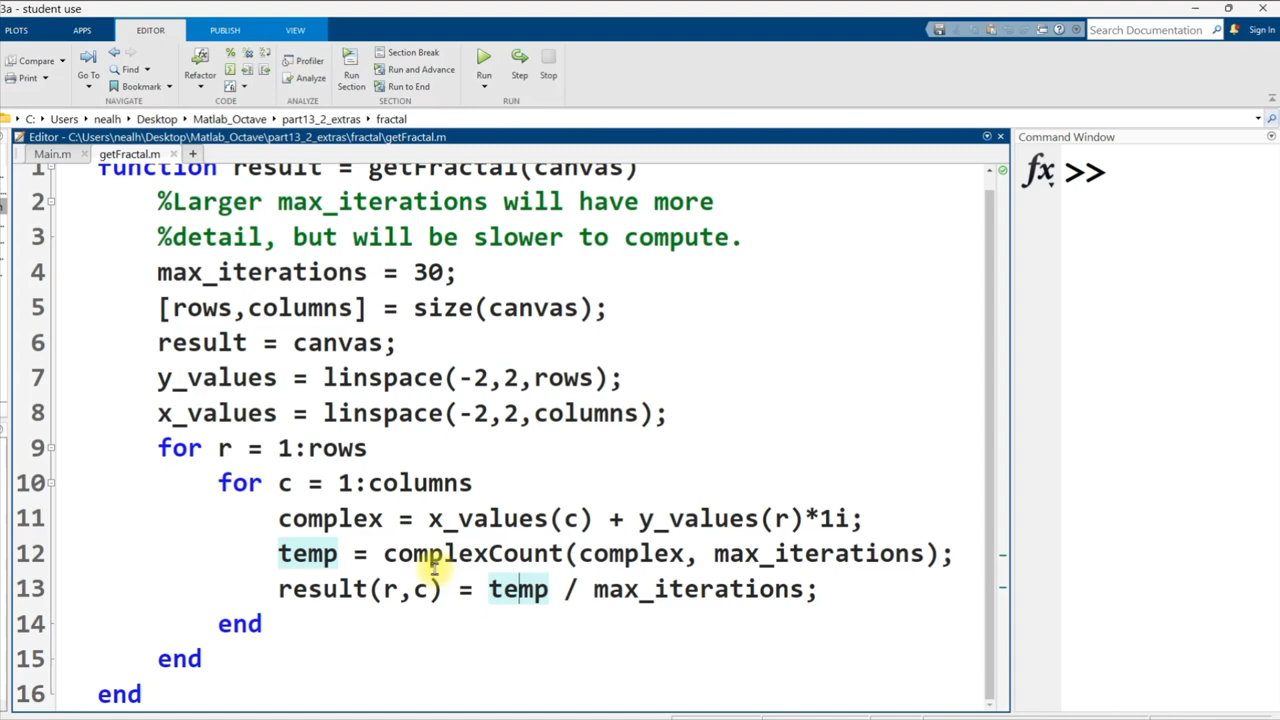 3a - student use
PLOTS APPS EDITOR PUBLISH VIEW
Search Documentation
Sign In
Compare
Print
Go To
Find
Bookmark
NAVIGATE
Refactor
CODE
Profiler
Analyze
ANALYZE
Run Section
Section Break
Run and Advance
Run to End
SECTION
Run
Step
Stop
RUN
C: Users nealh Desktop Matlab_Octave part13_2_extras fractal
Editor - C:\Users\nealh\Desktop\Matlab_Octave\part13_2_extras\fractal\getFractal.m
Main.m getFractal.m +
1 function result = getFractal(canvas)
2 %Larger max_iterations will have more
3 %detail, but will be slower to compute.
4 max_iterations = 30;
5 [rows,columns] = size(canvas);
6 result = canvas;
7 y_values = linspace(-2,2,rows);
8 x_values = linspace(-2,2,columns);
9 for r = 1:rows
10 for c = 1:columns
11 complex = x_values(c) + y_values(r)*1i;
12 temp = complexCount(complex, max_iterations);
13 result(r,c) = temp / max_iterations;
14 end
15 end
16 end
Command Window
fx >>